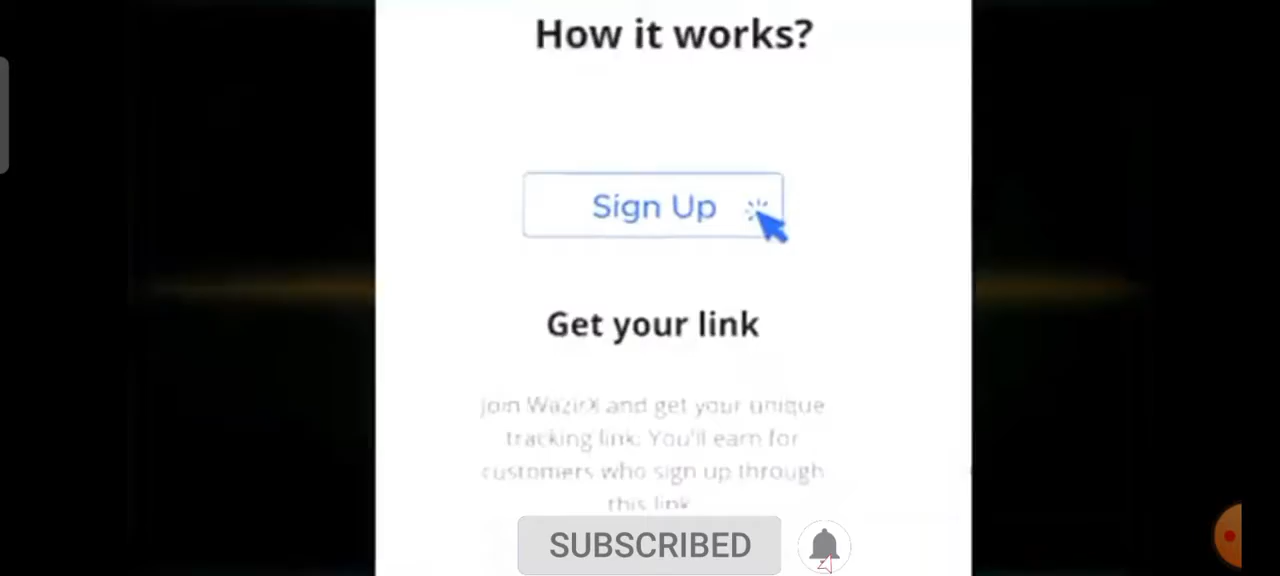 How it works?
Sign Up
Get your link
Join WazirX and get your unique
tracking link. You'll earn for
customers who sign up through
this link
SUBSCRIBED